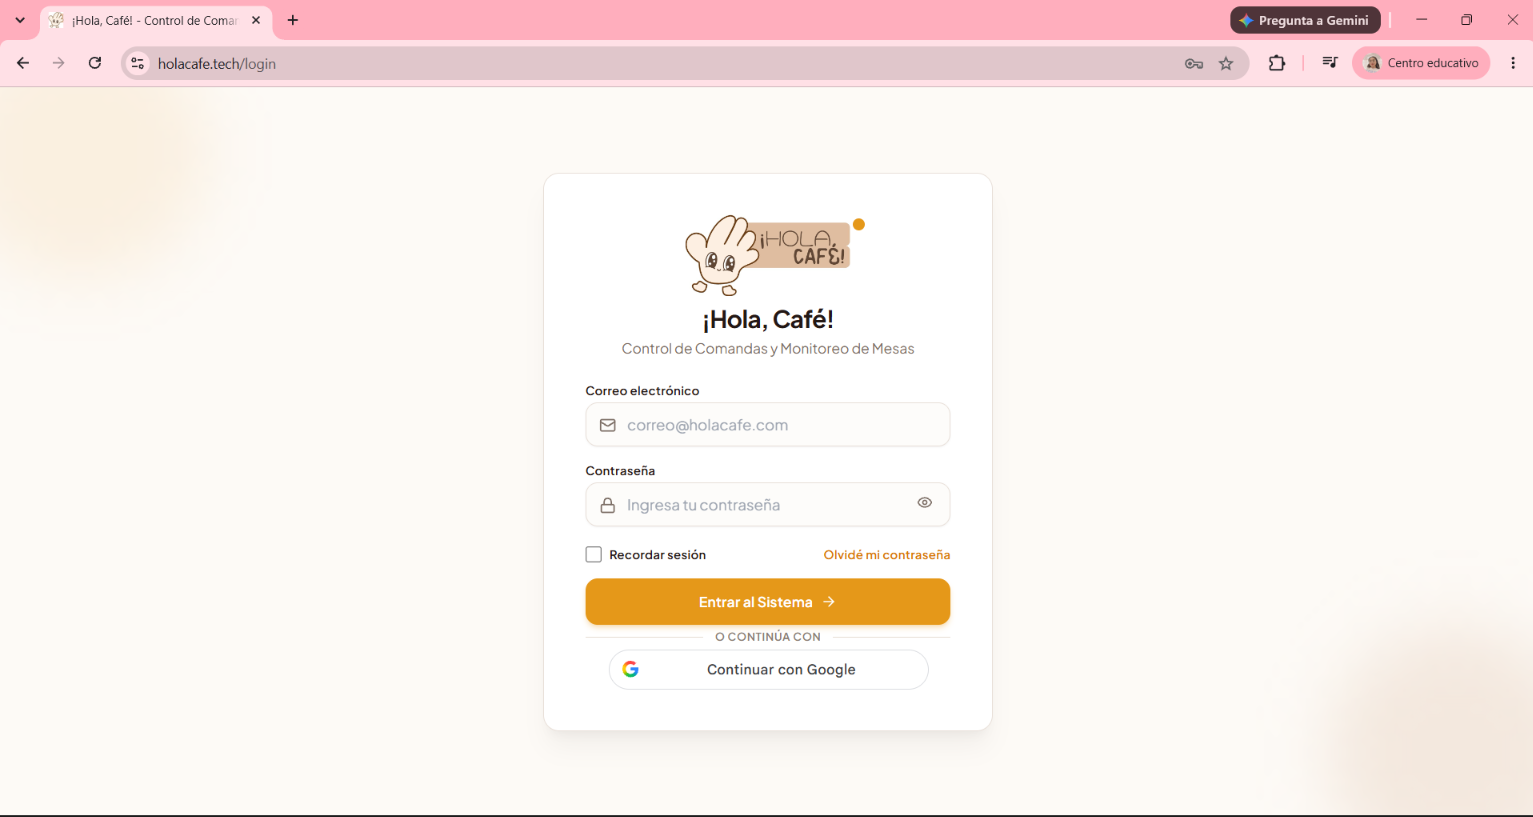 ¡Hola, Café! - Control de Comar
Pregunta a Gemini
holacafe.tech/login
Centro educativo
¡HOLA,
CAFÉ!
¡Hola, Café!
Control de Comandas y Monitoreo de Mesas
Correo electrónico
correo@holacafe.com
Contraseña
Ingresa tu contraseña
Recordar sesión
Olvidé mi contraseña
Entrar al Sistema →
O CONTINÚA CON
G
Continuar con Google